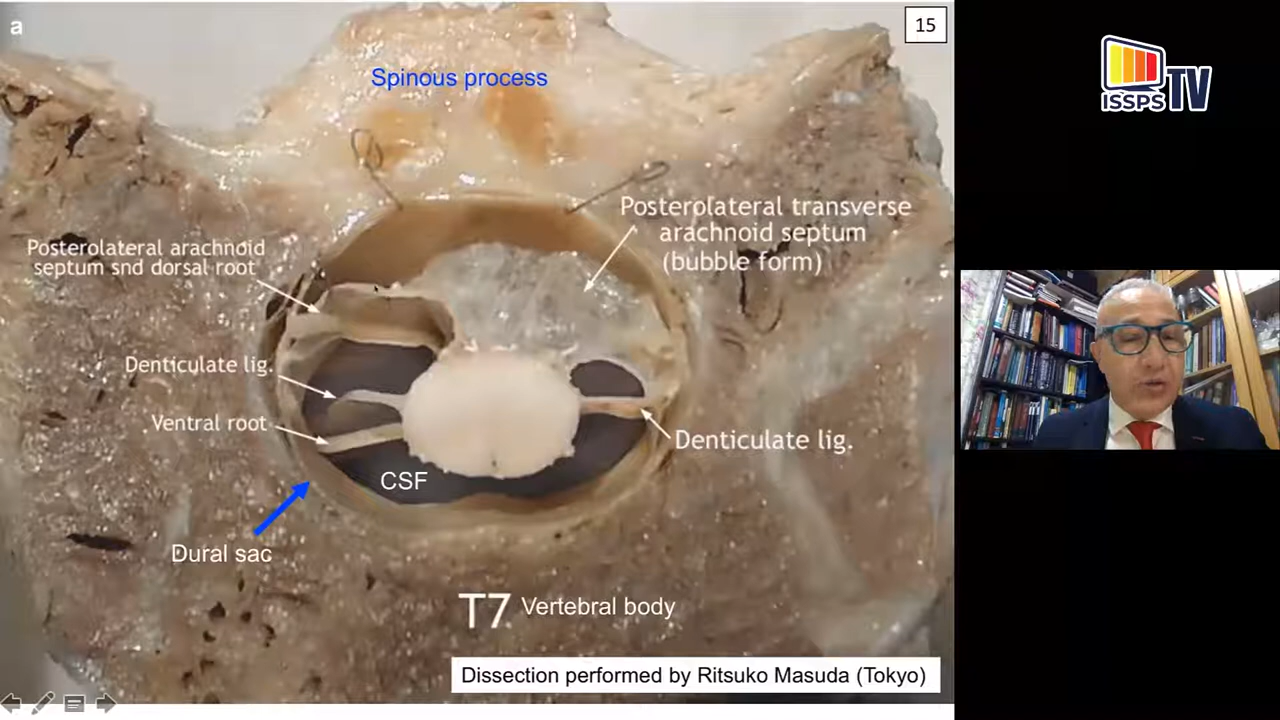 a
15
Spinous process
Posterolateral transverse
arachnoid septum
(bubble form)
Posterolateral arachnoid
septum snd dorsal root
Denticulate lig.
Ventral root
Denticulate lig.
CSF
Dural sac
T7 Vertebral body
Dissection performed by Ritsuko Masuda (Tokyo)
ISSPS TV